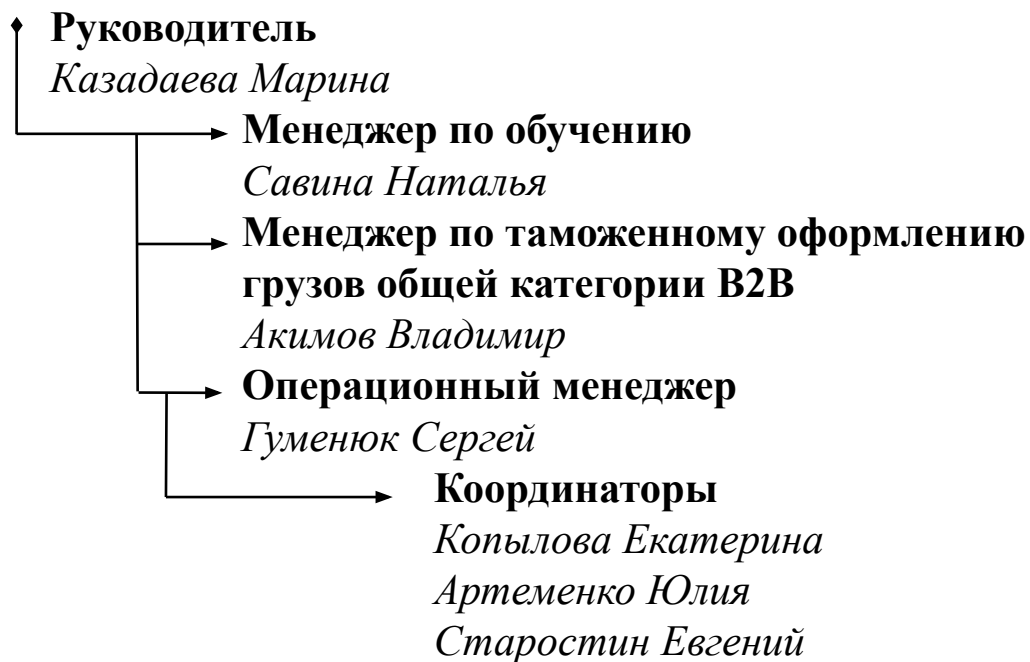 Руководитель
Казадаева Марина
Менеджер по обучению
Савина Наталья
Менеджер по таможенному оформлению
грузов общей категории B2B
Акимов Владимир
Операционный менеджер
Гуменюк Сергей
Координаторы
Копылова Екатерина
Артеменко Юлия
Старостин Евгений